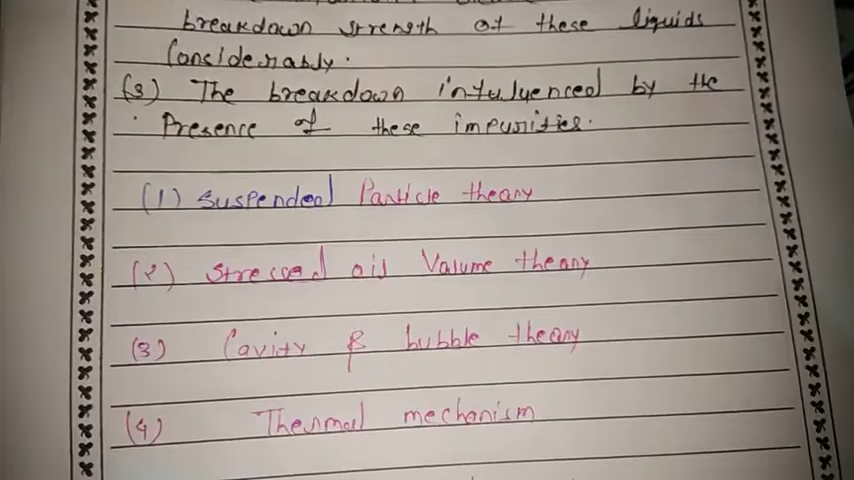 breakdown strength of these liquids
Considerably.
(3) The breakdown influenced by the
Presence of these impurities.
(1) Suspended Particle theory
(2) Stressed oil Volume theory
(3) Cavity & bubble theory
(4) Thermal mechanism